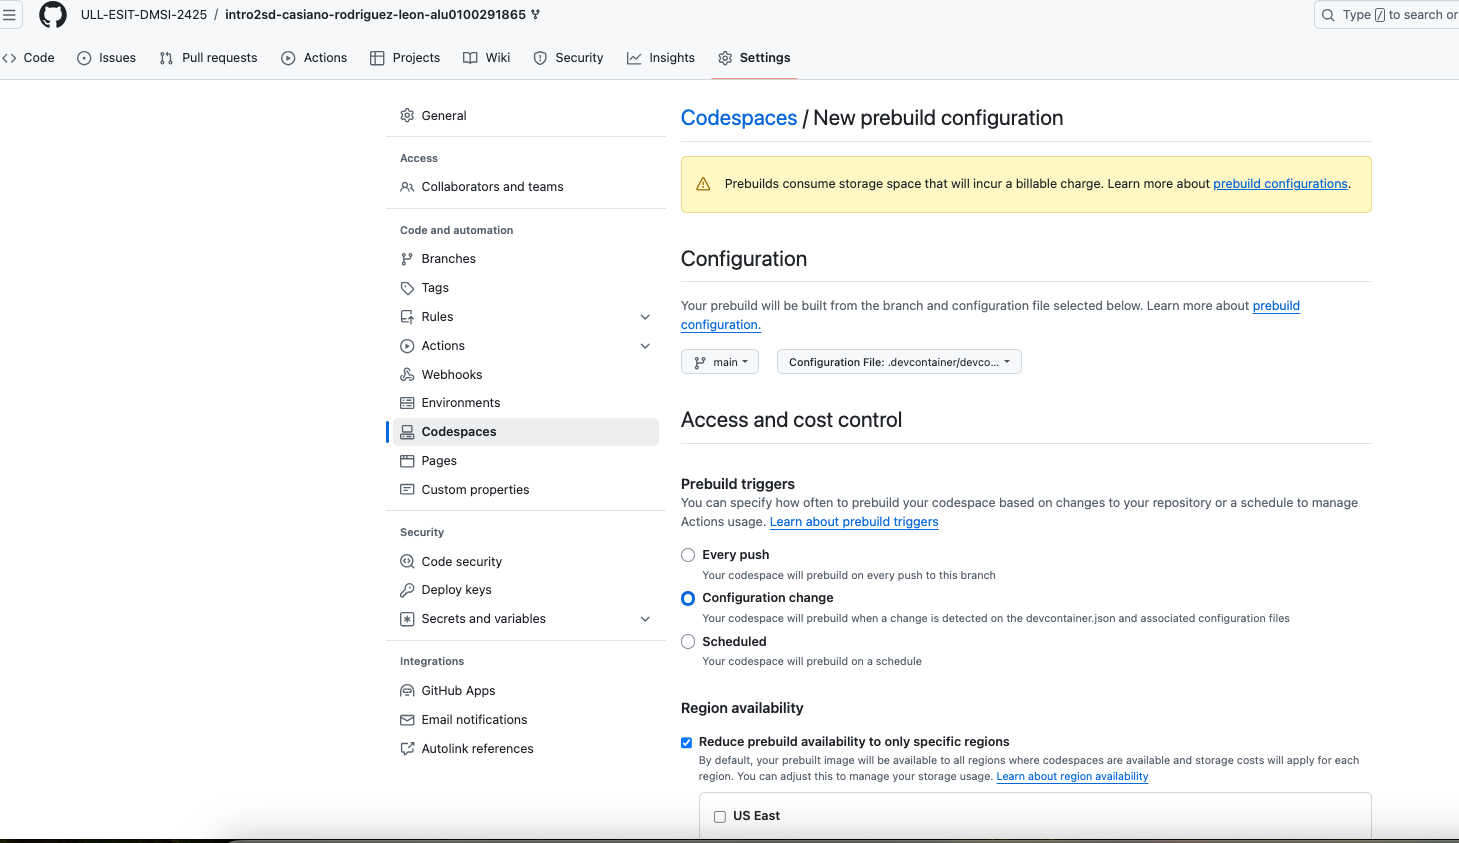 ULL-ESIT-DMSI-2425 / intro2sd-casiano-rodriguez-leon-alu0100291865
Type / to search or
Code Issues Pull requests Actions Projects Wiki Security Insights Settings
General
Access
Collaborators and teams
Code and automation
Branches
Tags
Rules
Actions
Webhooks
Environments
Codespaces
Pages
Custom properties
Security
Code security
Deploy keys
Secrets and variables
Integrations
GitHub Apps
Email notifications
Autolink references
Codespaces / New prebuild configuration
Prebuilds consume storage space that will incur a billable charge. Learn more about prebuild configurations.
Configuration
Your prebuild will be built from the branch and configuration file selected below. Learn more about prebuild
configuration.
main Configuration File: .devcontainer/devco...
Access and cost control
Prebuild triggers
You can specify how often to prebuild your codespace based on changes to your repository or a schedule to manage
Actions usage. Learn about prebuild triggers
Every push
Your codespace will prebuild on every push to this branch
Configuration change
Your codespace will prebuild when a change is detected on the devcontainer.json and associated configuration files
Scheduled
Your codespace will prebuild on a schedule
Region availability
Reduce prebuild availability to only specific regions
By default, your prebuilt image will be available to all regions where codespaces are available and storage costs will apply for each
region. You can adjust this to manage your storage usage. Learn about region availability
US East